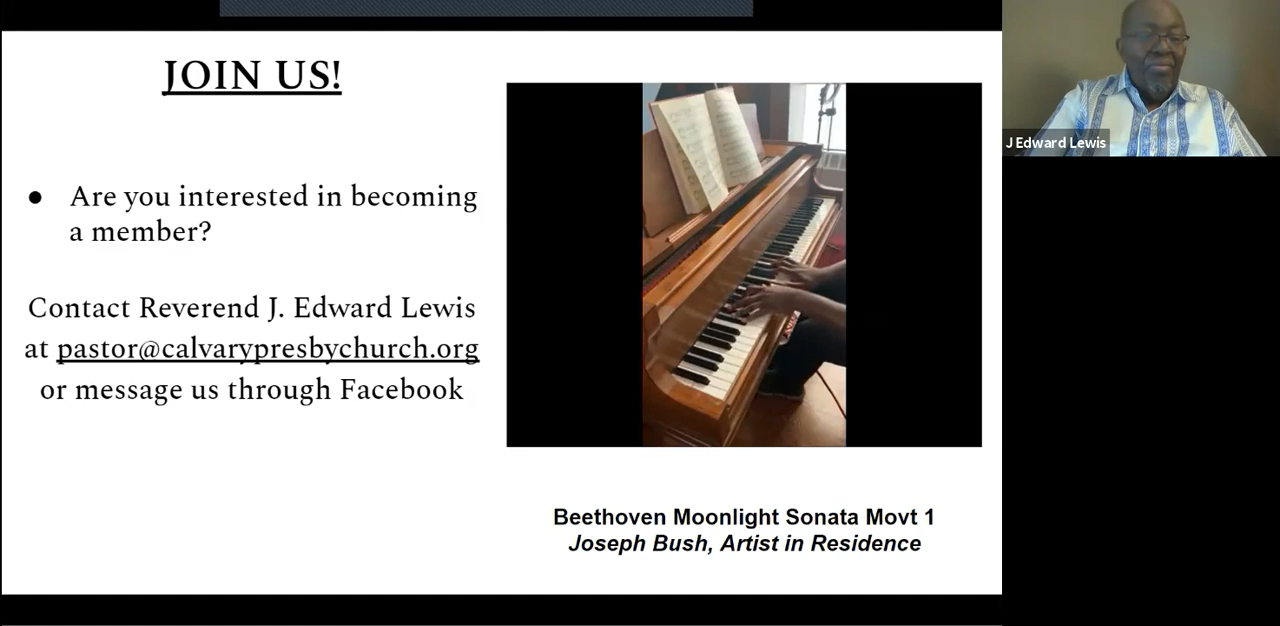 JOIN US!
● Are you interested in becoming
a member?
Contact Reverend J. Edward Lewis
at pastor@calvarypresbychurch.org
or message us through Facebook
Beethoven Moonlight Sonata Movt 1
Joseph Bush, Artist in Residence
J Edward Lewis